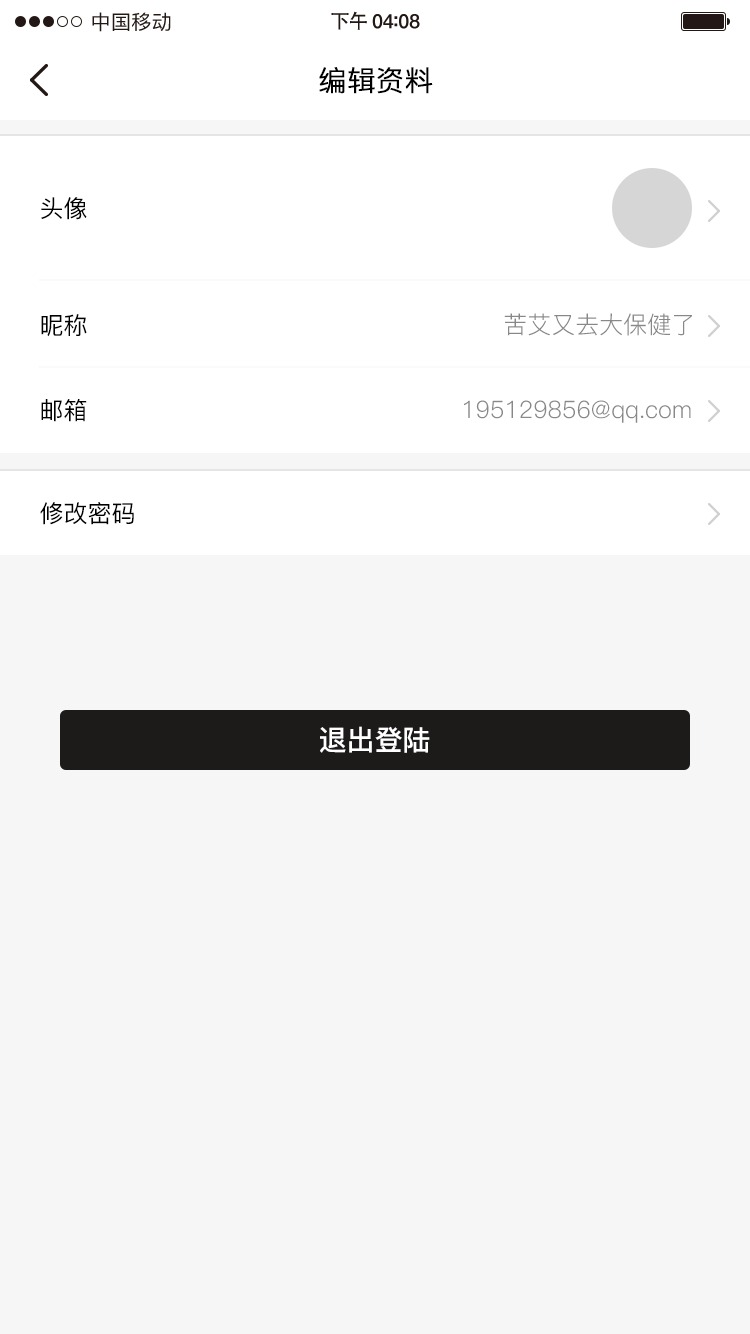 中国移动 下午 04:08
编辑资料
头像
昵称 苦艾又去大保健了
邮箱 195129856@qq.com
修改密码
退出登陆